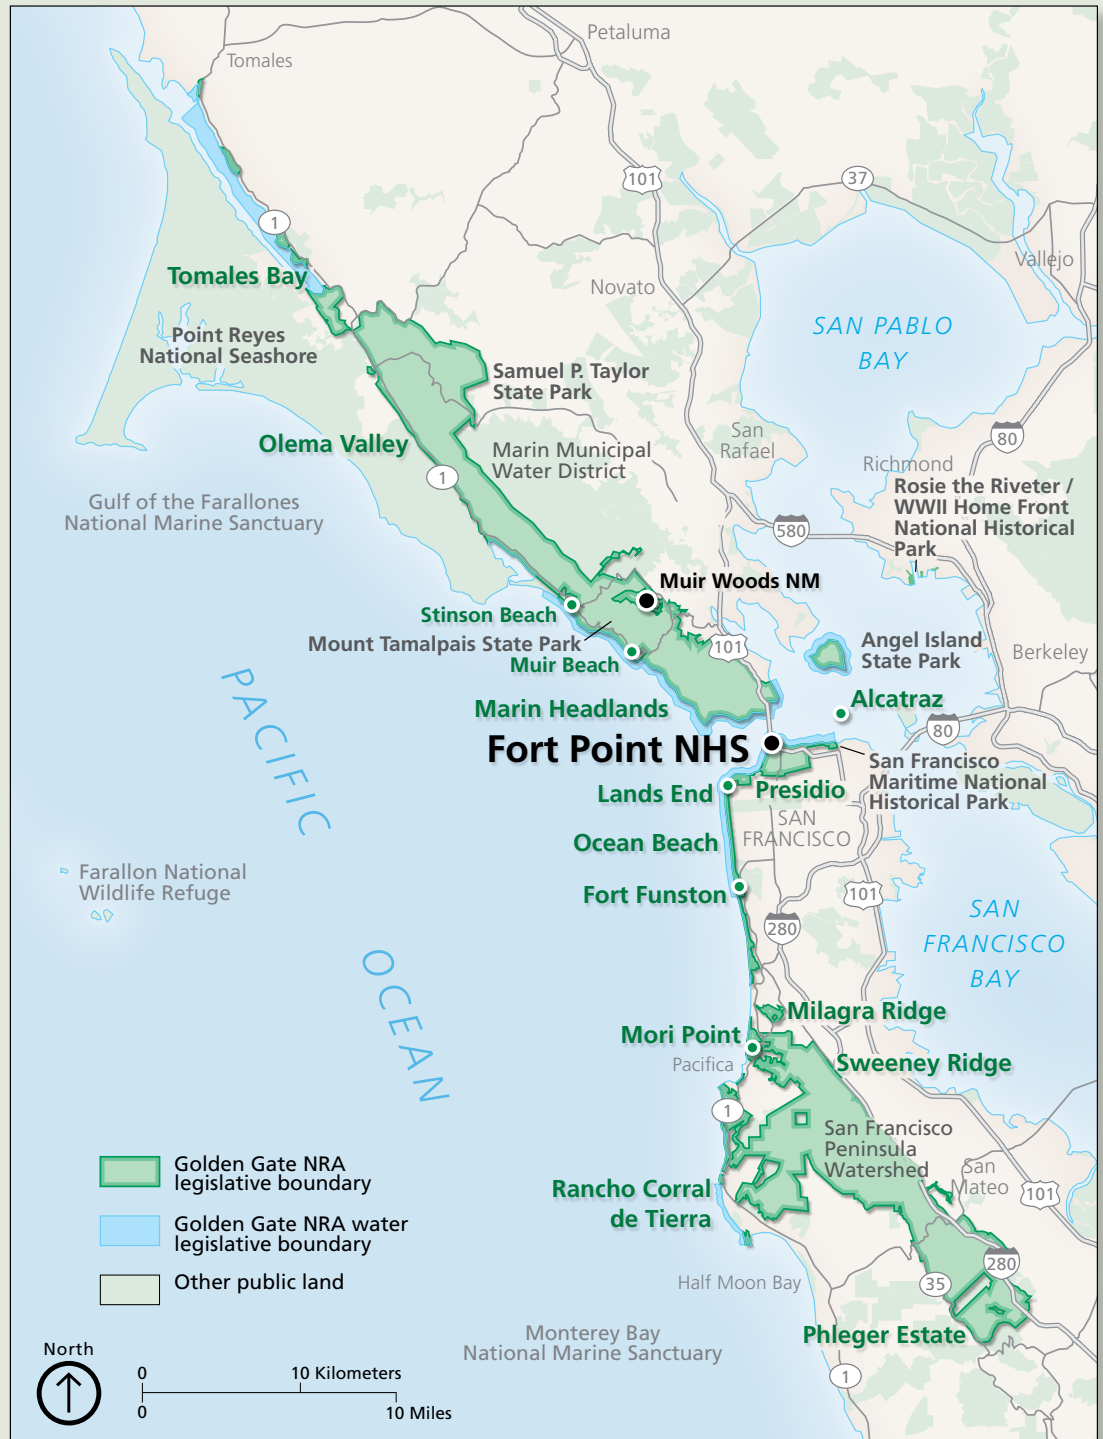 Petaluma
Tomales
101
37
1
Vallejo
Tomales Bay
Novato
SAN PABLO
BAY
Point Reyes
National Seashore
Samuel P. Taylor
State Park
Olema Valley
San
Rafael
80
Marin Municipal
Water District
1
Richmond
Rosie the Riveter /
WWII Home Front
National Historical
Park
Gulf of the Farallones
National Marine Sanctuary
580
Muir Woods NM
Stinson Beach
Mount Tamalpais State Park
Muir Beach
101
Angel Island
State Park
Berkeley
PACIFIC
Marin Headlands
Alcatraz
80
Fort Point NHS
San Francisco
Maritime National
Historical Park
Lands End
Presidio
SAN
FRANCISCO
Ocean Beach
Farallon National
Wildlife Refuge
Fort Funston
101
280
SAN
FRANCISCO
BAY
OCEAN
Milagra Ridge
Mori Point
Pacifica
Sweeney Ridge
1
San Francisco
Peninsula
Watershed
San
Mateo
101
Golden Gate NRA
legislative boundary
Rancho Corral
de Tierra
Golden Gate NRA water
legislative boundary
280
Other public land
Half Moon Bay
35
Phleger Estate
Monterey Bay
National Marine Sanctuary
1
North
0
10 Kilometers
0
10 Miles